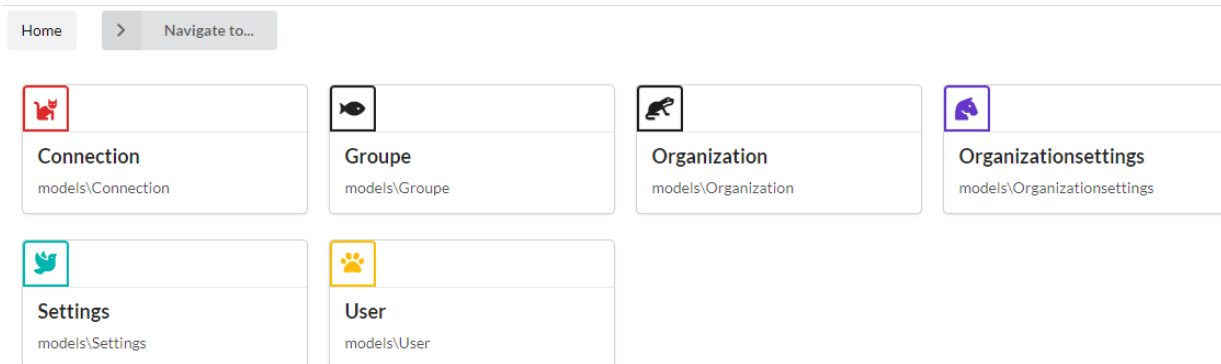 Home
Navigate to...
Connection
models\Connection
Groupe
models\Groupe
Organization
models\Organization
Organizationsettings
models\Organizationsettings
Settings
models\Settings
User
models\User